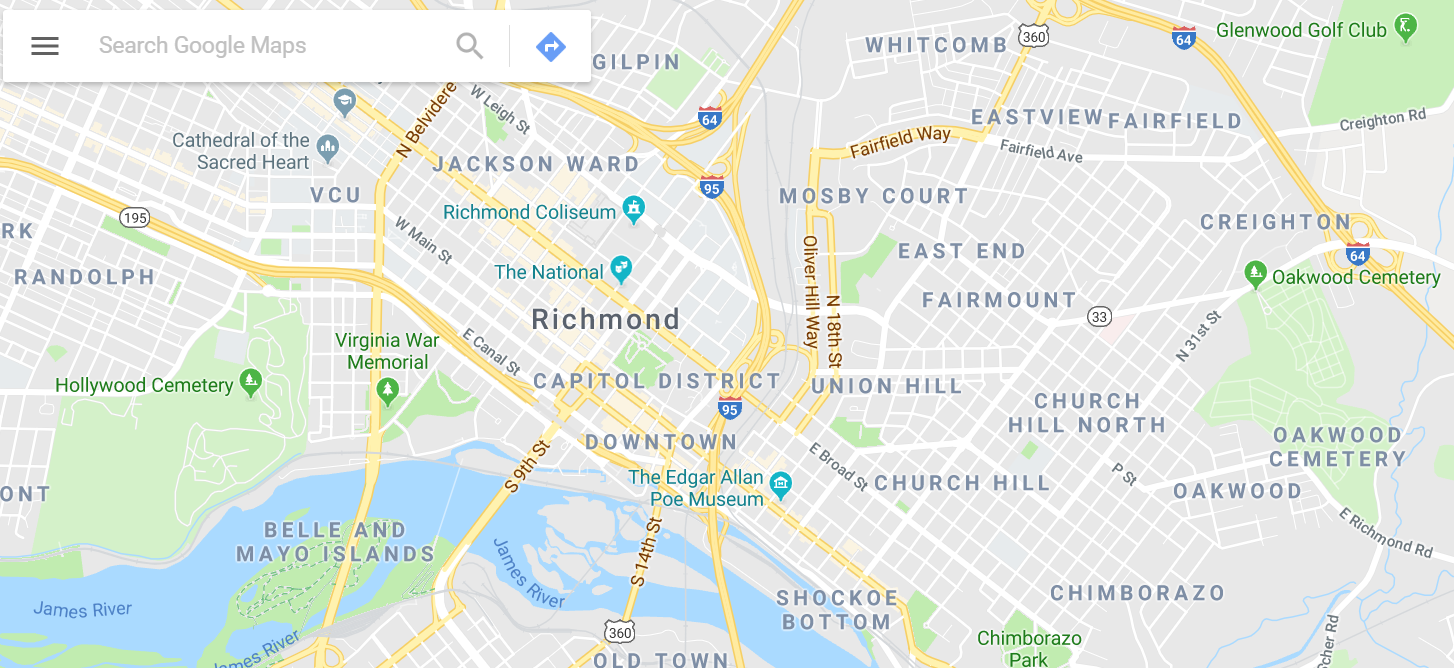 Search Google Maps
GILPIN
WHITCOMB
360
64
Glenwood Golf Club
W Leigh St
N Belvidere
64
EASTVIEW
FAIRFIELD
Creighton Rd
Cathedral of the
Sacred Heart
JACKSON WARD
Fairfield Way
Fairfield Ave
VCU
95
MOSBY COURT
195
Richmond Coliseum
CREIGHTON
RK
W Main St
Oliver Hill Way
EAST END
64
RANDOLPH
The National
Oakwood Cemetery
N 18th St
FAIRMOUNT
33
Richmond
N 31st St
Virginia War
Memorial
E Canal St
Hollywood Cemetery
CAPITOL DISTRICT
UNION HILL
95
CHURCH
HILL NORTH
DOWNTOWN
OAKWOOD
CEMETERY
S 9th St
E Broad St
The Edgar Allan
Poe Museum
CHURCH HILL
P St
OAKWOOD
ONT
BELLE AND
MAYO ISLANDS
James River
S 14th St
E Richmond Rd
James River
SHOCKOE
BOTTOM
CHIMBORAZO
360
James River
Chimborazo
Park
cher Rd
OLD TOWN